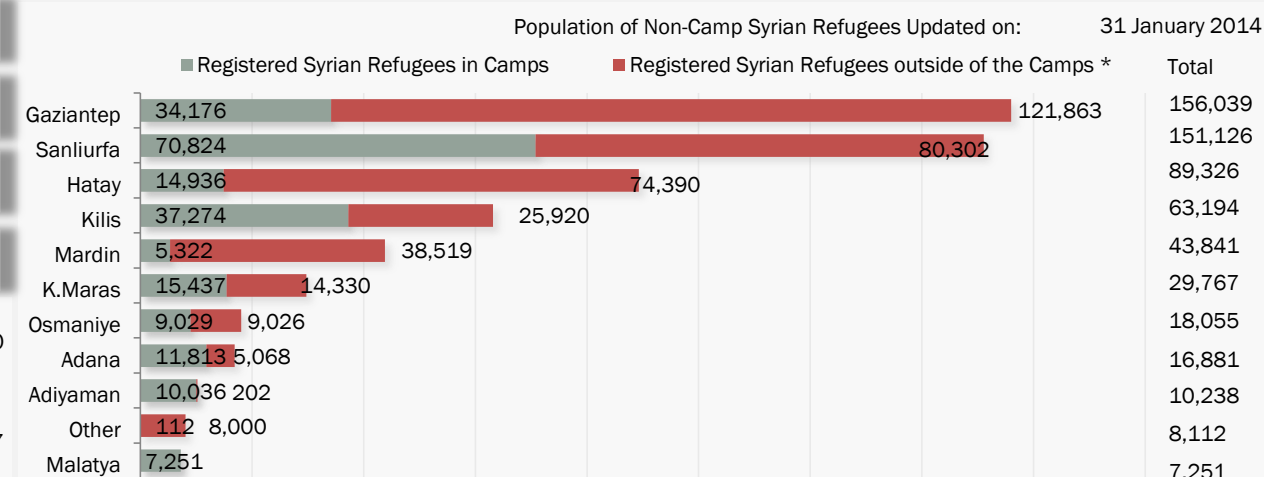 Population of Non-Camp Syrian Refugees Updated on: 31 January 2014
Registered Syrian Refugees in Camps Registered Syrian Refugees outside of the Camps * Total
Gaziantep 34,176 121,863 156,039
Sanliurfa 70,824 80,302 151,126
Hatay 14,936 74,390 89,326
Kilis 37,274 25,920 63,194
Mardin 5,322 38,519 43,841
K.Maras 15,437 14,330 29,767
Osmaniye 9,029 9,026 18,055
Adana 11,813 5,068 16,881
Adiyaman 10,036 202 10,238
Other 112 8,000 8,112
Malatya 7,251 7,251